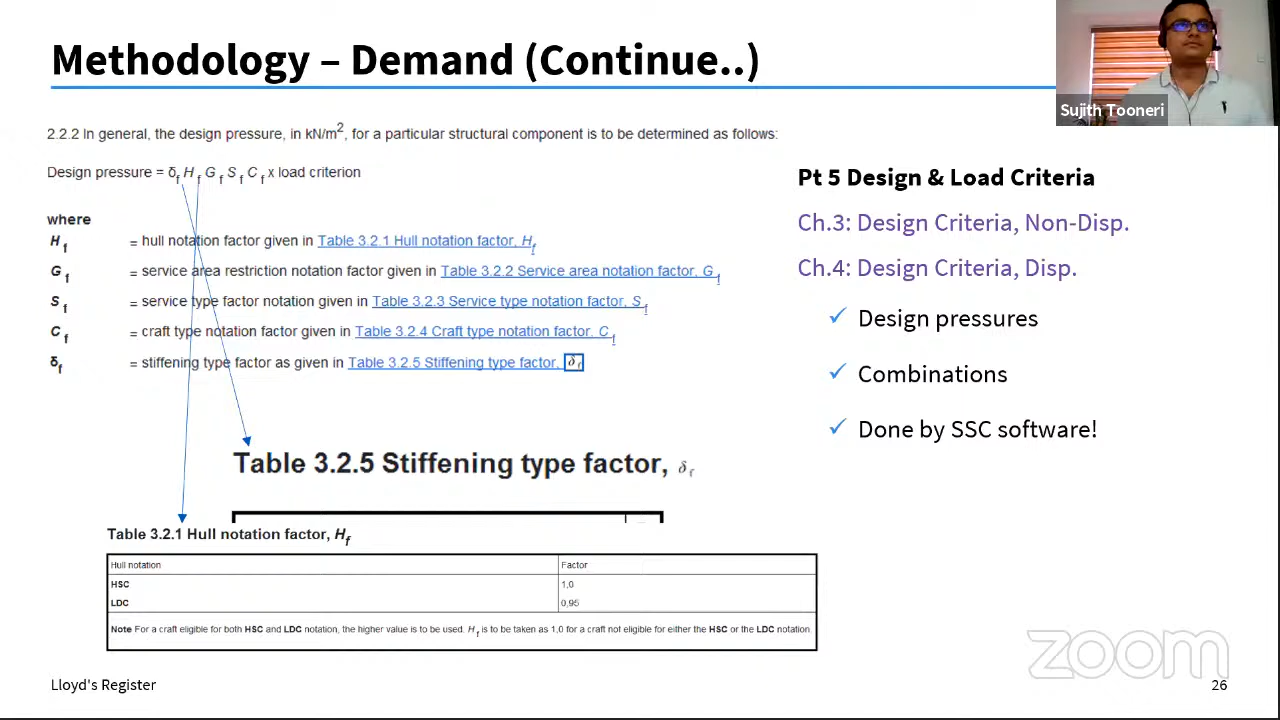 Methodology – Demand (Continue..)
Sujith Tooneri
2.2.2 In general, the design pressure, in kN/m², for a particular structural component is to be determined as follows:
Design pressure = δf Hf Gf Sf Cf x load criterion
where
Hf = hull notation factor given in Table 3.2.1 Hull notation factor, Hf
Gf = service area restriction notation factor given in Table 3.2.2 Service area notation factor, Gf
Sf = service type factor notation given in Table 3.2.3 Service type notation factor, Sf
Cf = craft type notation factor given in Table 3.2.4 Craft type notation factor, Cf
δf = stiffening type factor as given in Table 3.2.5 Stiffening type factor, δf
Table 3.2.5 Stiffening type factor, δf
Table 3.2.1 Hull notation factor, Hf
Hull notation Factor
HSC 1,0
LDC 0,95
Note For a craft eligible for both HSC and LDC notation, the higher value is to be used. Hf is to be taken as 1,0 for a craft not eligible for either the HSC or the LDC notation.
Pt 5 Design & Load Criteria
Ch.3: Design Criteria, Non-Disp.
Ch.4: Design Criteria, Disp.
✓ Design pressures
✓ Combinations
✓ Done by SSC software!
zoom
Lloyd's Register
26